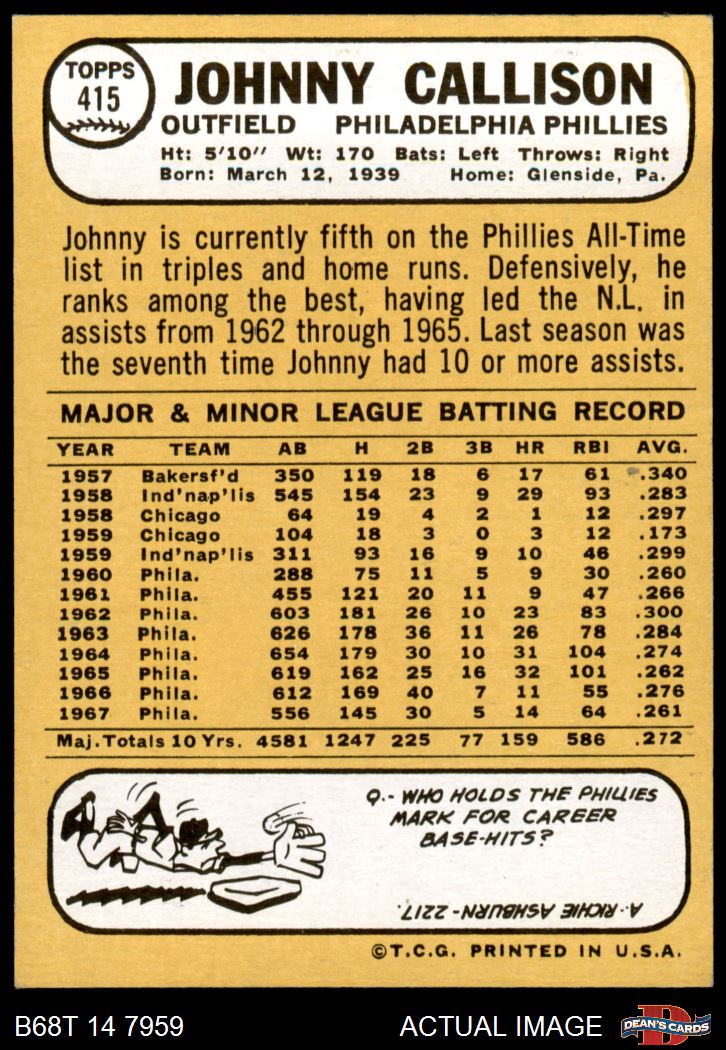 TOPPS
415
JOHNNY CALLISON
OUTFIELD PHILADELPHIA PHILLIES
Ht: 5'10" Wt: 170 Bats: Left Throws: Right
Born: March 12, 1939 Home: Glenside, Pa.
Johnny is currently fifth on the Phillies All-Time
list in triples and home runs. Defensively, he
ranks among the best, having led the N.L. in
assists from 1962 through 1965. Last season was
the seventh time Johnny had 10 or more assists.
MAJOR & MINOR LEAGUE BATTING RECORD
YEAR TEAM AB H 2B 3B HR RBI AVG.
1957 Bakersf'd 350 119 18 6 17 61 .340
1958 Ind'nap'lis 545 154 23 9 29 93 .283
1958 Chicago 64 19 4 2 1 12 .297
1959 Chicago 104 18 3 0 3 12 .173
1959 Ind'nap'lis 311 93 16 9 10 46 .299
1960 Phila. 288 75 11 5 9 30 .260
1961 Phila. 455 121 20 11 9 47 .266
1962 Phila. 603 181 26 10 23 83 .300
1963 Phila. 626 178 36 11 26 78 .284
1964 Phila. 654 179 30 10 31 104 .274
1965 Phila. 619 162 25 16 32 101 .262
1966 Phila. 612 169 40 7 11 55 .276
1967 Phila. 556 145 30 5 14 64 .261
Maj. Totals 10 Yrs. 4581 1247 225 77 159 586 .272
Q.- WHO HOLDS THE PHILLIES
MARK FOR CAREER
BASE-HITS?
A.- RICHIE ASHBURN - 2217.
©T.C.G. PRINTED IN U.S.A.
B68T 14 7959 ACTUAL IMAGE
D
DEAN'S CARDS